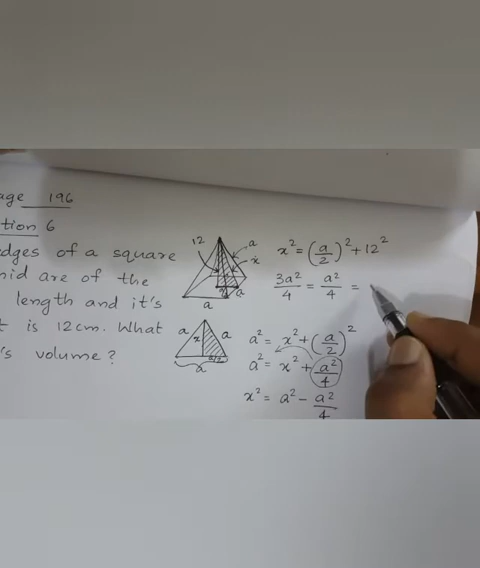 age 196
tion 6
edges of a square
mid are of the
length and it's
t is 12cm. What
's volume?
12
a
x
a
a
x² = (a/2)² + 12²
3a²/4 = a²/4 =
a
x
a
a/2
a
a² = x² + (a/2)²
a² = x² + a²/4
x² = a² - a²/4